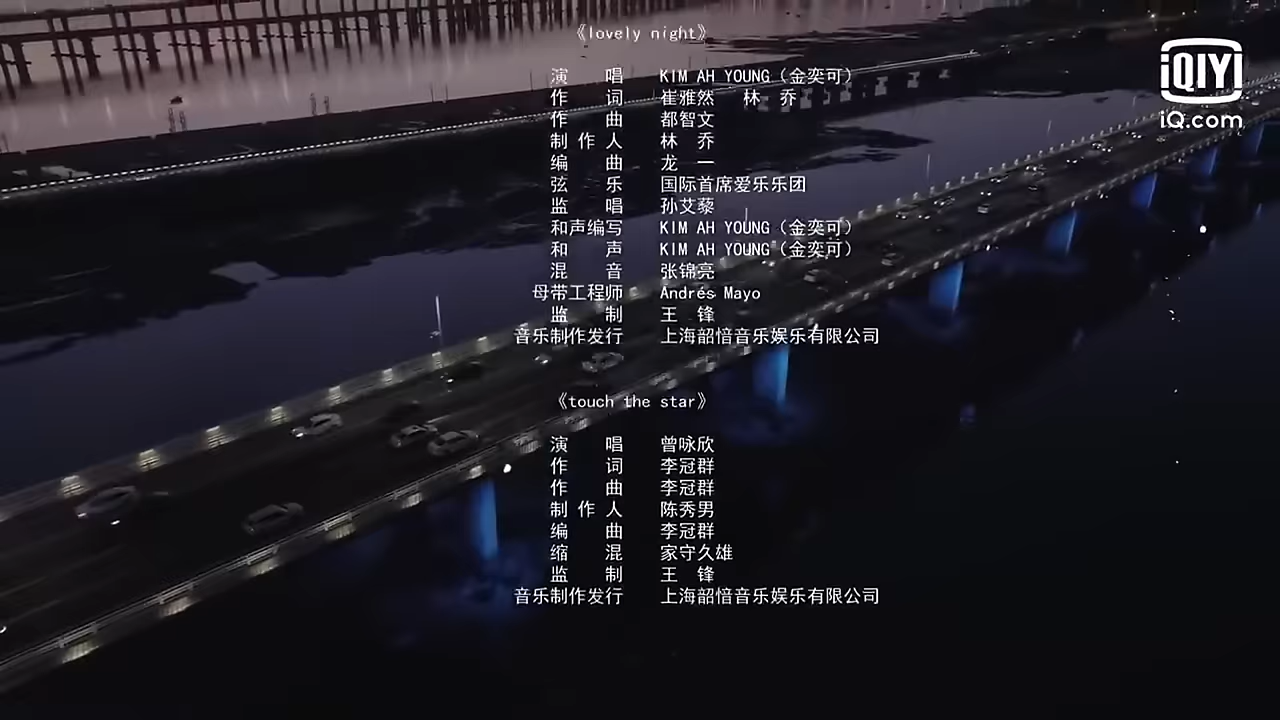 《lovely night》
iQIYI
iQ.com
演 唱 KIM AH YOUNG（金奕可）
作 词 崔雅然 林 乔
作 曲 都智文
制 作 人 林 乔
编 曲 龙 一
弦 乐 国际首席爱乐乐团
监 唱 孙艾藜
和声编写 KIM AH YOUNG（金奕可）
和 声 KIM AH YOUNG（金奕可）
混 音 张锦亮
母带工程师 Andrés Mayo
监 制 王 锋
音乐制作发行 上海韶愔音乐娱乐有限公司
《touch the star》
演 唱 曾咏欣
作 词 李冠群
作 曲 李冠群
制 作 人 陈秀男
编 曲 李冠群
缩 混 家守久雄
监 制 王 锋
音乐制作发行 上海韶愔音乐娱乐有限公司